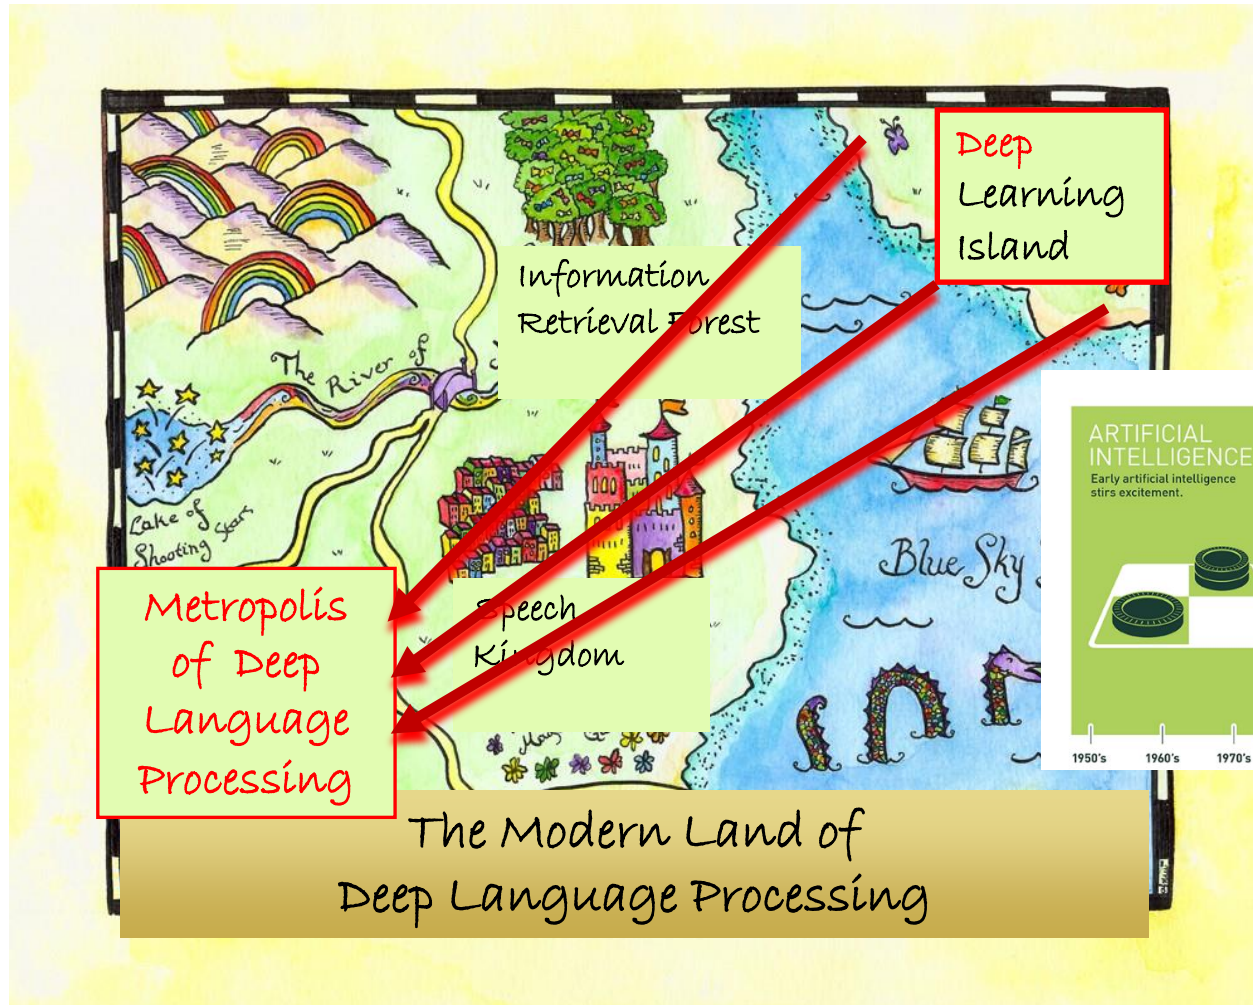 Deep
Learning
Island
Information
Retrieval Forest
The River of
Lake of
Shooting Stars
Blue Sky
ARTIFICIAL
INTELLIGENCE
Early artificial intelligence
stirs excitement.
1950's 1960's 1970's
Speech
Kingdom
Metropolis
of Deep
Language
Processing
The Modern Land of
Deep Language Processing